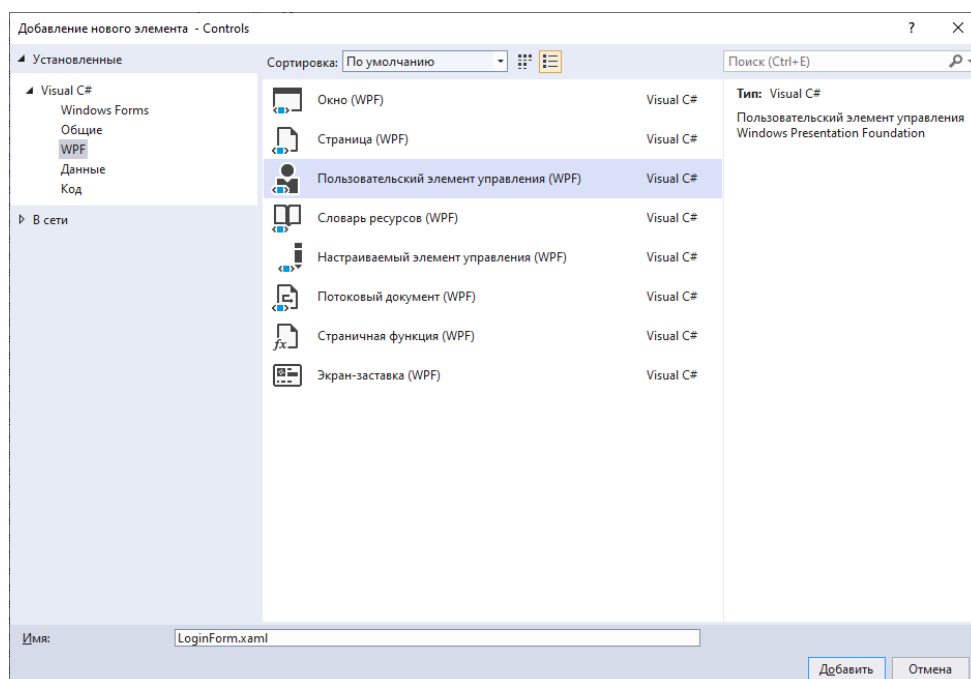 Добавление нового элемента - Controls
?
Установленные
Visual C#
Windows Forms
Общие
WPF
Данные
Код
В сети
Сортировка: По умолчанию
Окно (WPF) Visual C#
Страница (WPF) Visual C#
Пользовательский элемент управления (WPF) Visual C#
Словарь ресурсов (WPF) Visual C#
Настраиваемый элемент управления (WPF) Visual C#
Потоковый документ (WPF) Visual C#
Страничная функция (WPF) Visual C#
Экран-заставка (WPF) Visual C#
Поиск (Ctrl+E)
Тип: Visual C#
Пользовательский элемент управления
Windows Presentation Foundation
Имя: LoginForm.xaml
Добавить Отмена